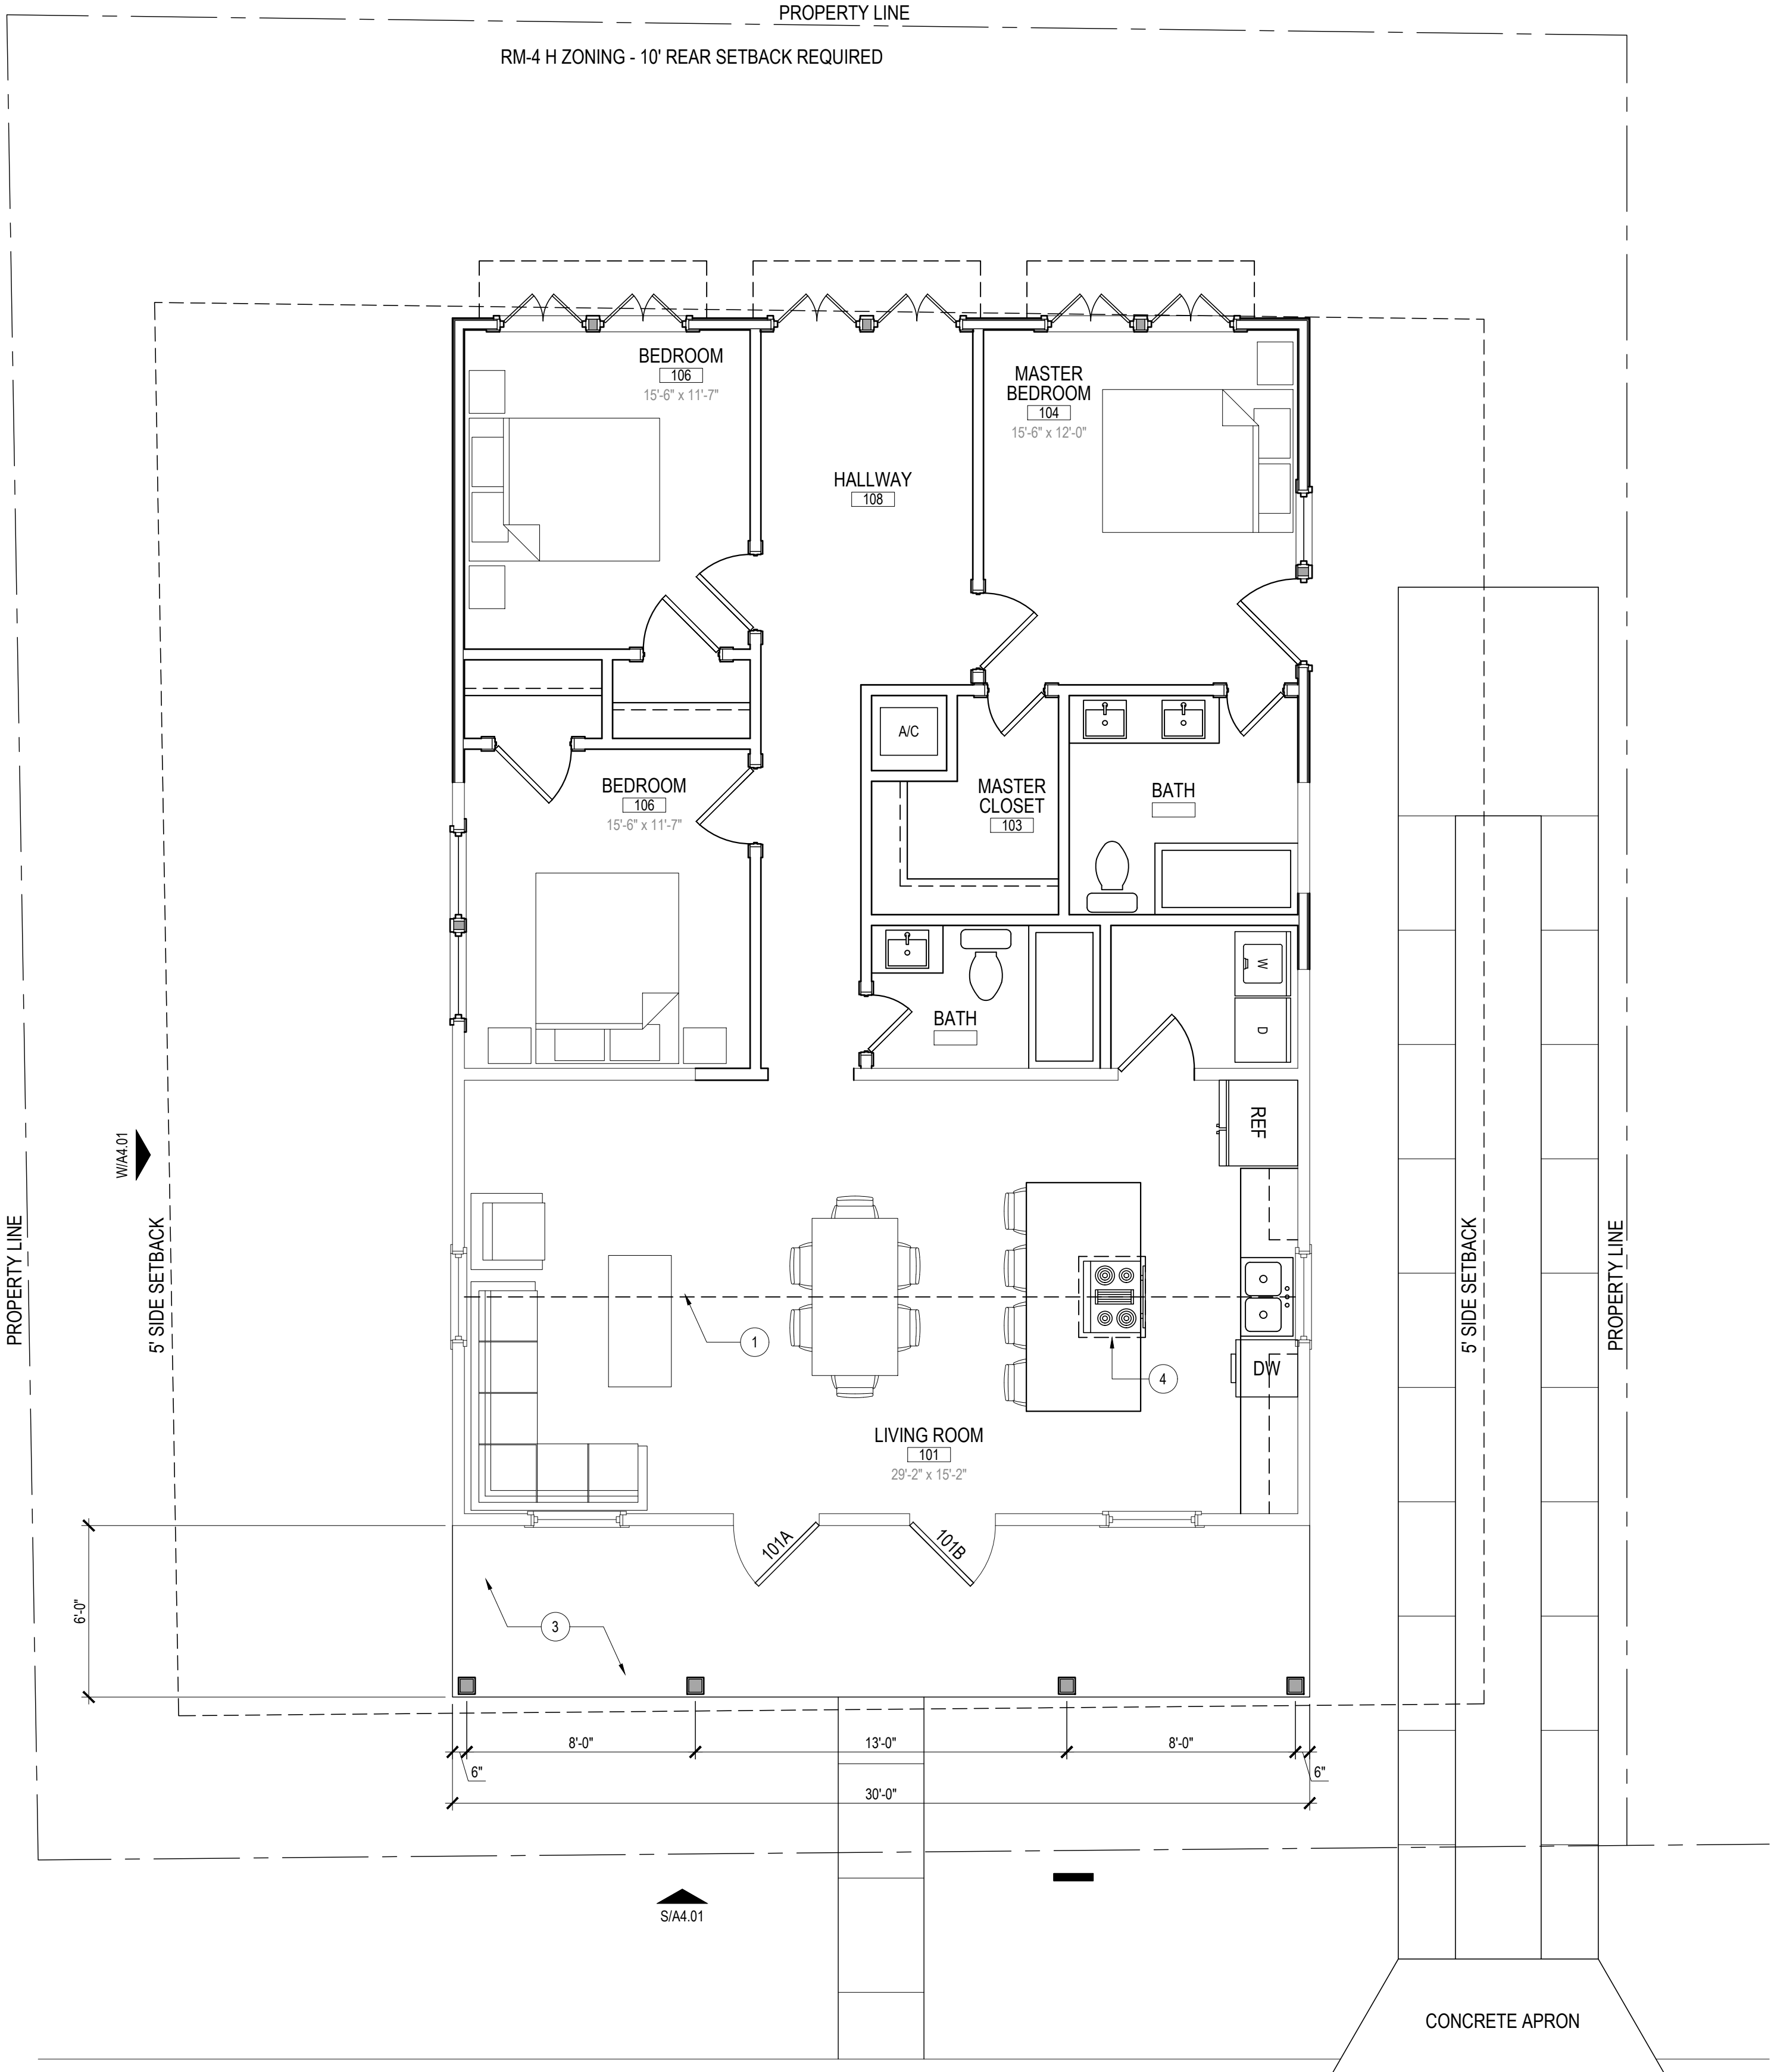 PROPERTY LINE
RM-4 H ZONING - 10' REAR SETBACK REQUIRED
BEDROOM
106
15'-6" x 11'-7"
MASTER
BEDROOM
104
15'-6" x 12'-0"
HALLWAY
108
A/C
BEDROOM
106
15'-6" x 11'-7"
MASTER
CLOSET
103
BATH
W
D
BATH
REF
W/A4.01
PROPERTY LINE
5' SIDE SETBACK
5' SIDE SETBACK
PROPERTY LINE
1
4
DW
LIVING ROOM
101
29'-2" x 15'-2"
101A
101B
6'-0"
3
8'-0"
13'-0"
8'-0"
6"
6"
30'-0"
S/A4.01
CONCRETE APRON